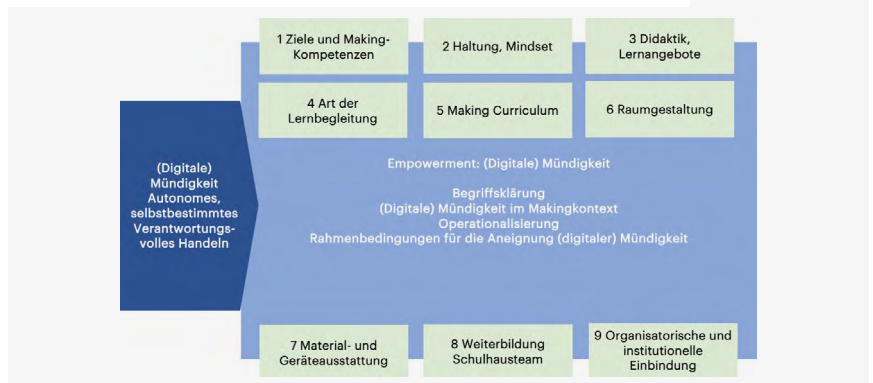 1 Ziele und Making-
Kompetenzen
2 Haltung, Mindset
3 Didaktik,
Lernangebote
4 Art der
Lernbegleitung
5 Making Curriculum
6 Raumgestaltung
(Digitale)
Mündigkeit
Autonomes,
selbstbestimmtes
Verantwortungs-
volles Handeln
Empowerment: (Digitale) Mündigkeit
Begriffsklärung
(Digitale) Mündigkeit im Makingkontext
Operationalisierung
Rahmenbedingungen für die Aneignung (digitaler) Mündigkeit
7 Material- und
Geräteausstattung
8 Weiterbildung
Schulhausteam
9 Organisatorische und
institutionelle
Einbindung